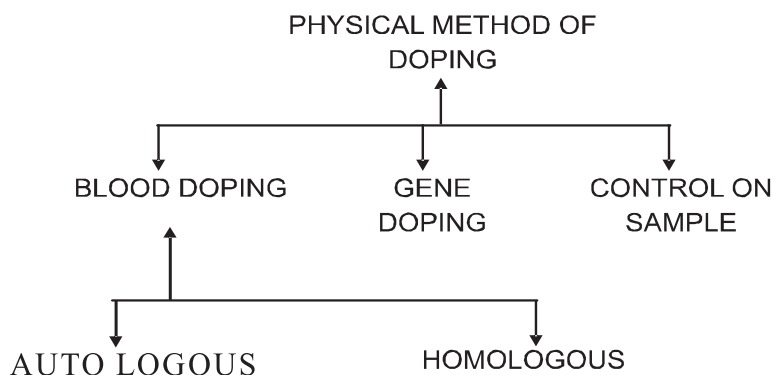 PHYSICAL METHOD OF
DOPING
BLOOD DOPING
GENE
DOPING
CONTROL ON
SAMPLE
AUTO LOGOUS
HOMOLOGOUS